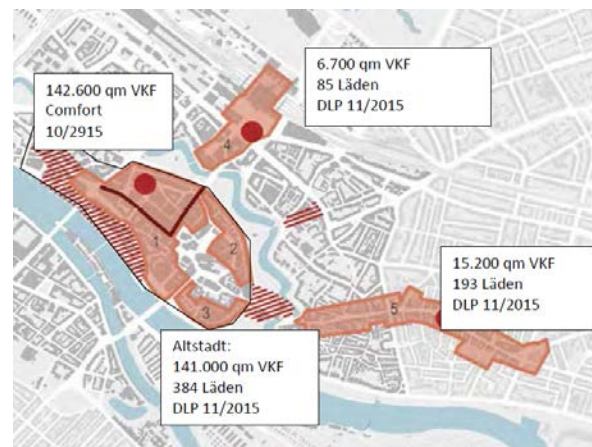 6.700 qm VKF
85 Läden
DLP 11/2015
142.600 qm VKF
Comfort
10/2915
4
1
2
3
15.200 qm VKF
193 Läden
DLP 11/2015
5
Altstadt:
141.000 qm VKF
384 Läden
DLP 11/2015